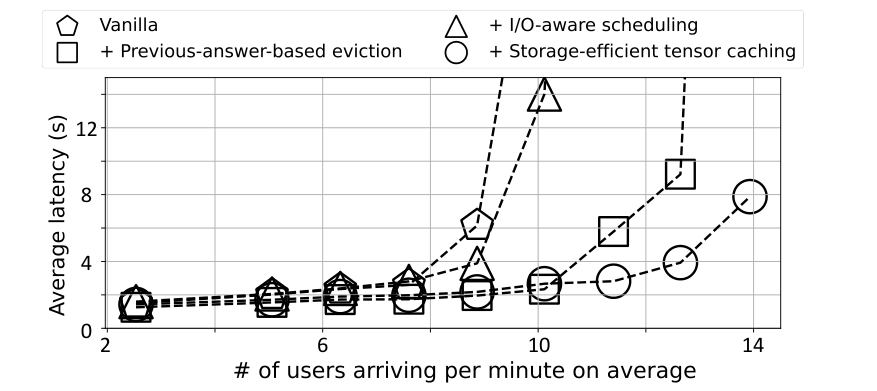 Vanilla
+ I/O-aware scheduling
+ Previous-answer-based eviction
+ Storage-efficient tensor caching
Average latency (s)
12
8
4
0
2
6
10
14
# of users arriving per minute on average